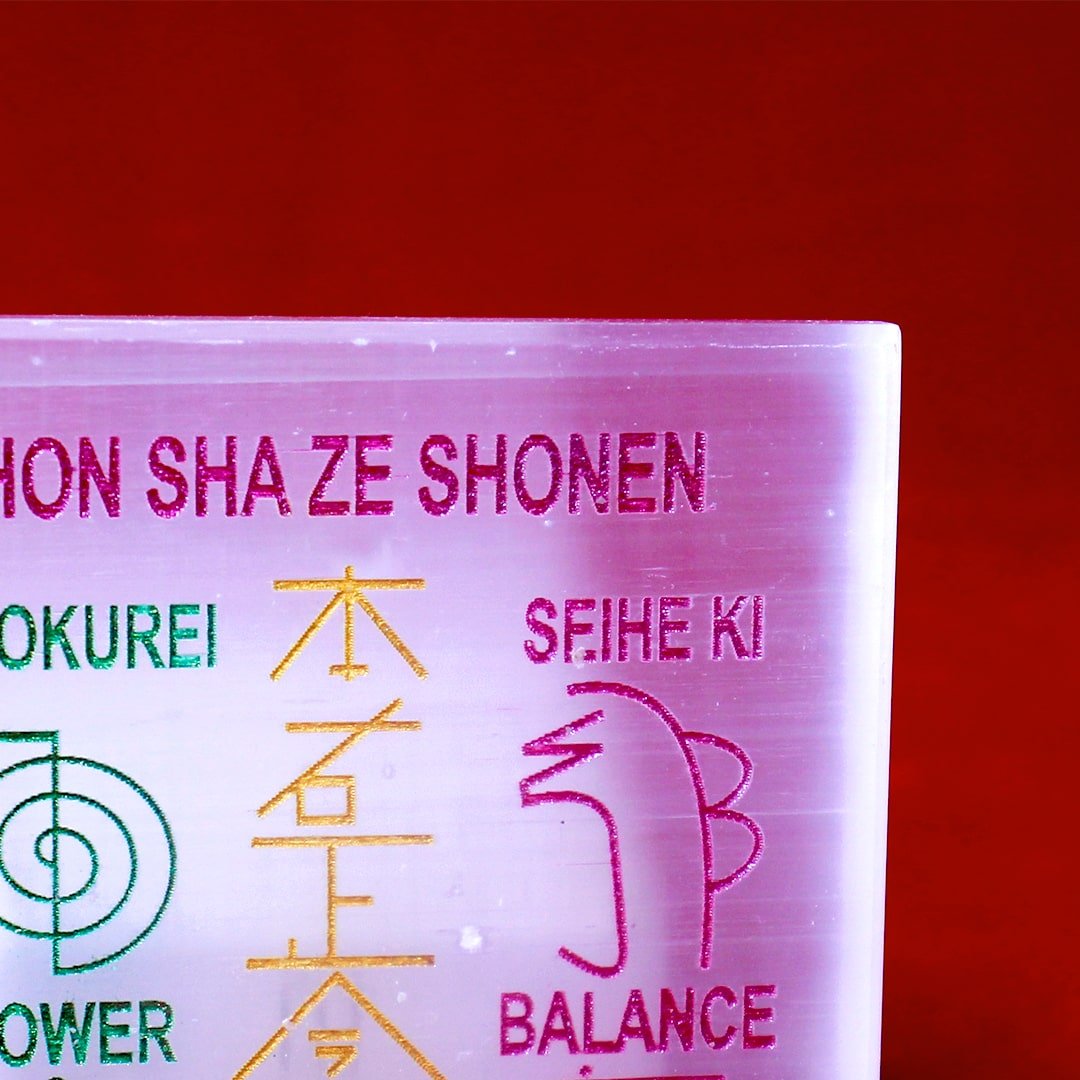 HON SHA ZE SHONEN
OKUREI
SEIHE KI
本
OWER
BALANCE